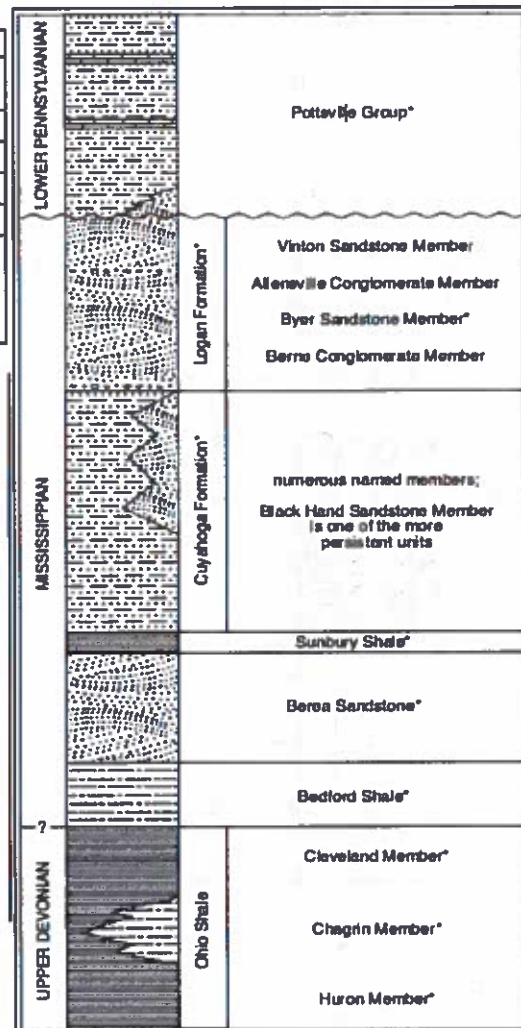 LOWER PENNSYLVANIAN
Pottsville Group*
Logan Formation*
Vinton Sandstone Member
Allensville Conglomerate Member
Byer Sandstone Member*
Berne Conglomerate Member
MISSISSIPPIAN
Cuyahoga Formation*
numerous named members;
Black Hand Sandstone Member
is one of the more
persistent units
Sunbury Shale*
Berea Sandstone*
Bedford Shale*
?
UPPER DEVONIAN
Ohio Shale
Cleveland Member*
Chagrin Member*
Huron Member*